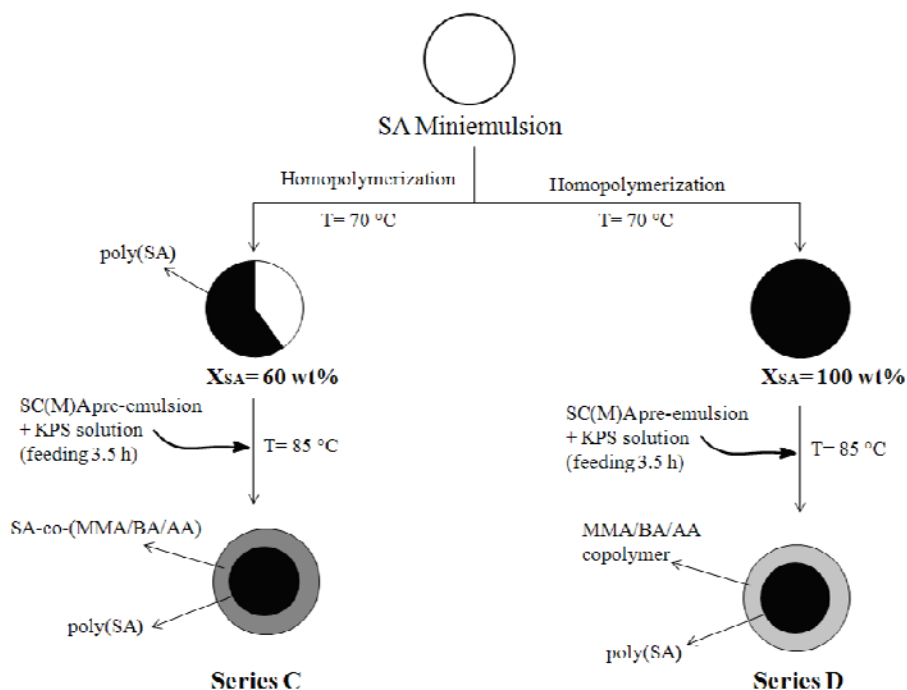 SA Miniemulsion
Homopolymerization
Homopolymerization
T= 70 °C
T= 70 °C
poly(SA)
XSA= 60 wt%
XSA= 100 wt%
SC(M)A pre-emulsion
+ KPS solution
(feeding 3.5 h)
T= 85 °C
SC(M)A pre-emulsion
+ KPS solution
(feeding 3.5 h)
T= 85 °C
SA-co-(MMA/BA/AA)
poly(SA)
MMA/BA/AA
copolymer
poly(SA)
Series C
Series D